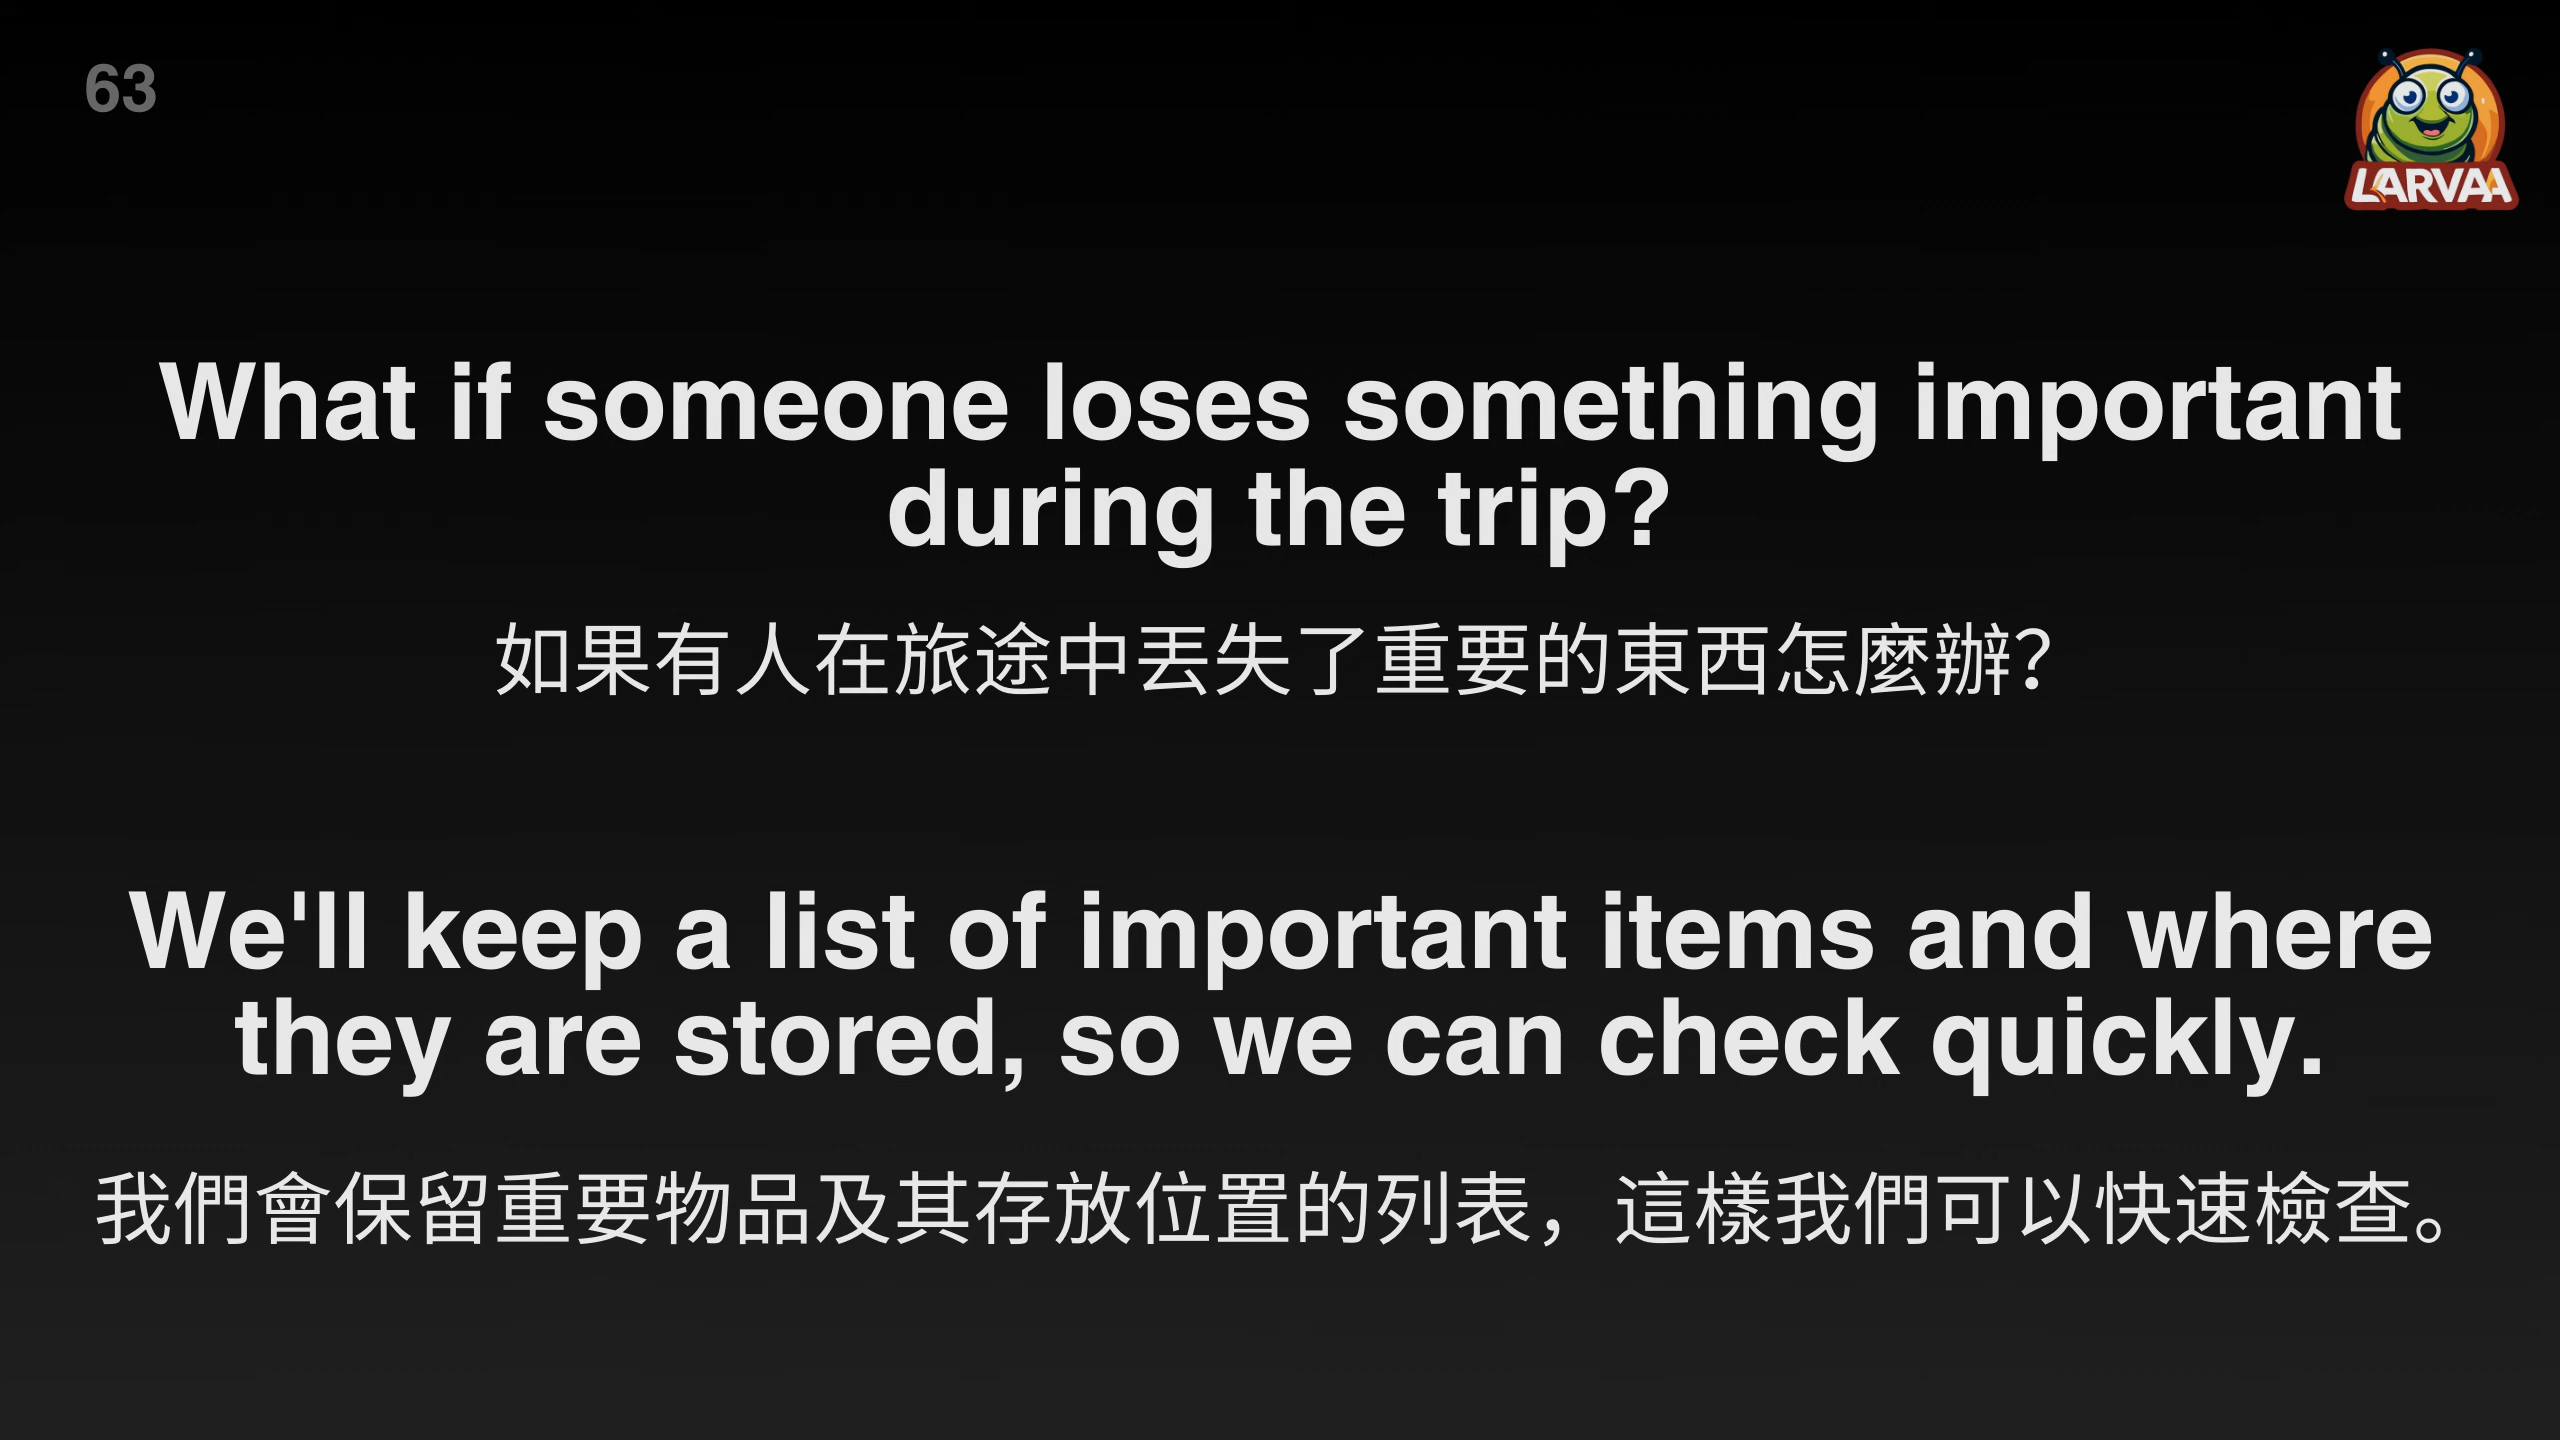 63
LARVAA
What if someone loses something important
during the trip?
如果有人在旅途中丟失了重要的東西怎麼辦?
We'll keep a list of important items and where
they are stored, so we can check quickly.
我們會保留重要物品及其存放位置的列表，這樣我們可以快速檢查。